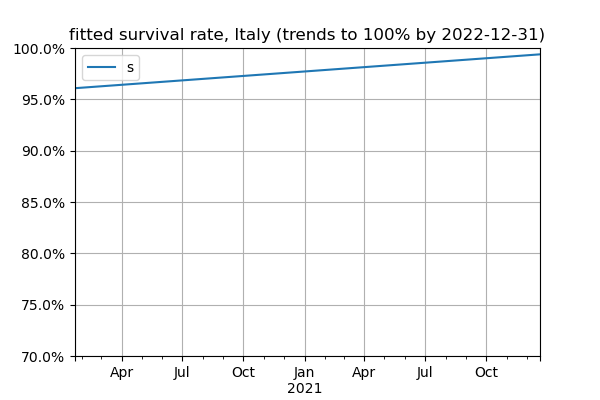 fitted survival rate, Italy (trends to 100% by 2022-12-31)
100.0%
95.0%
90.0%
85.0%
80.0%
75.0%
70.0%
s
Apr
Jul
Oct
Jan
2021
Apr
Jul
Oct